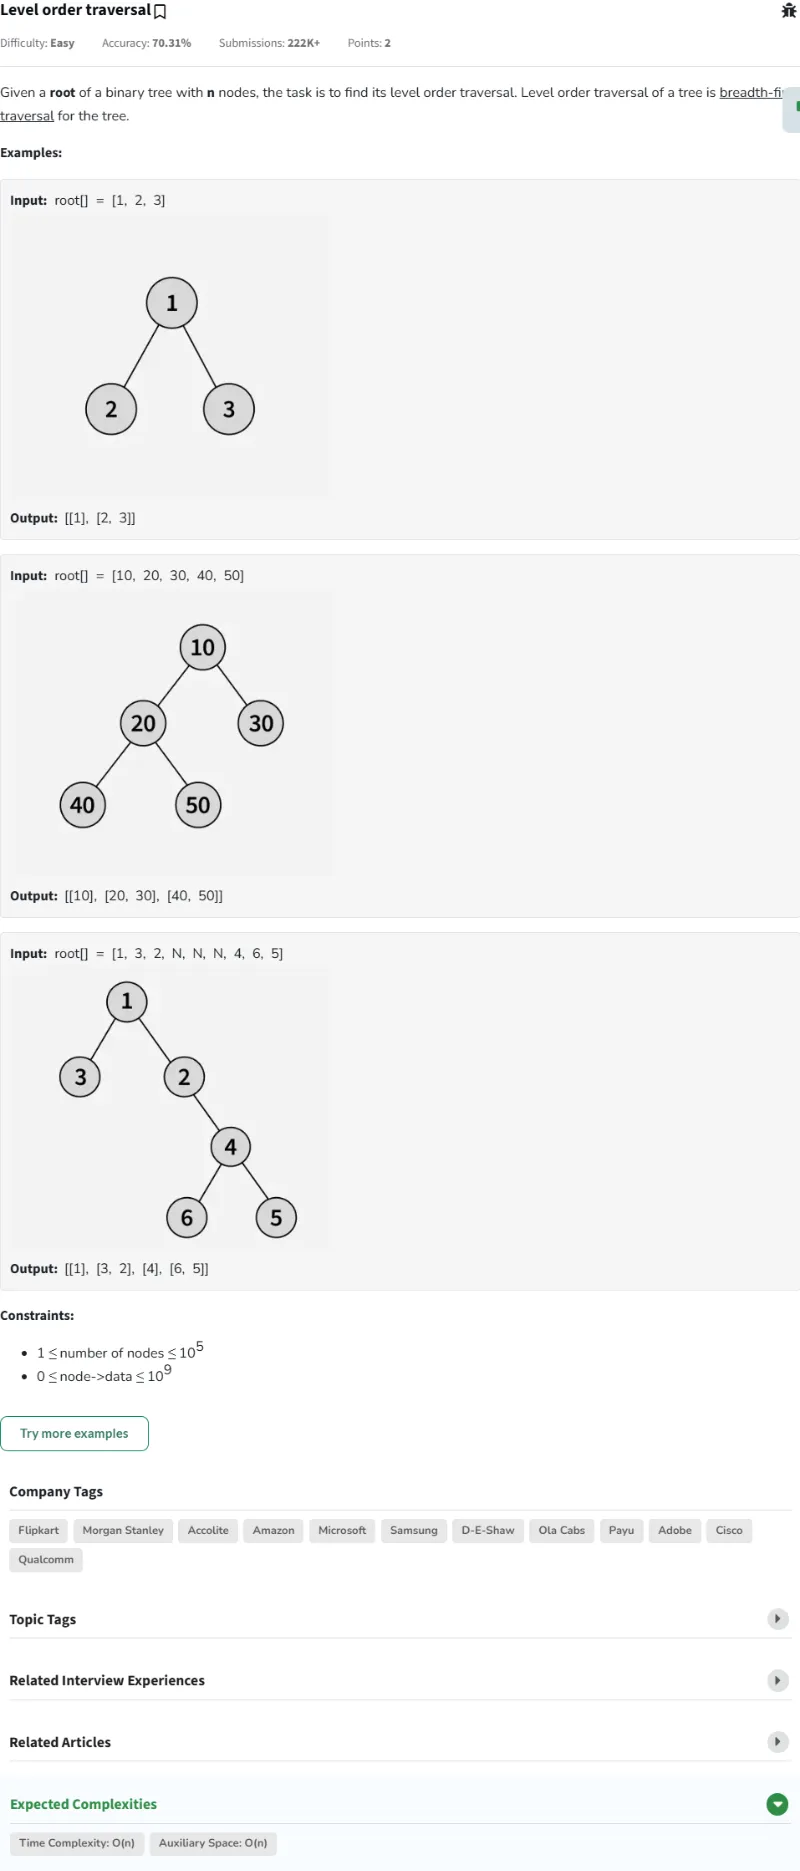 Level order traversal
Difficulty: Easy Accuracy: 70.31% Submissions: 222K+ Points: 2
Given a root of a binary tree with n nodes, the task is to find its level order traversal. Level order traversal of a tree is breadth-fi
traversal for the tree.
Examples:
Input: root[] = [1, 2, 3]
1
2 3
Output: [[1], [2, 3]]
Input: root[] = [10, 20, 30, 40, 50]
10
20 30
40 50
Output: [[10], [20, 30], [40, 50]]
Input: root[] = [1, 3, 2, N, N, N, 4, 6, 5]
1
3 2
4
6 5
Output: [[1], [3, 2], [4], [6, 5]]
Constraints:
• 1 ≤ number of nodes ≤ 10^5
• 0 ≤ node->data ≤ 10^9
Try more examples
Company Tags
Flipkart Morgan Stanley Accolite Amazon Microsoft Samsung D-E-Shaw Ola Cabs Payu Adobe Cisco
Qualcomm
Topic Tags
Related Interview Experiences
Related Articles
Expected Complexities
Time Complexity: O(n) Auxiliary Space: O(n)